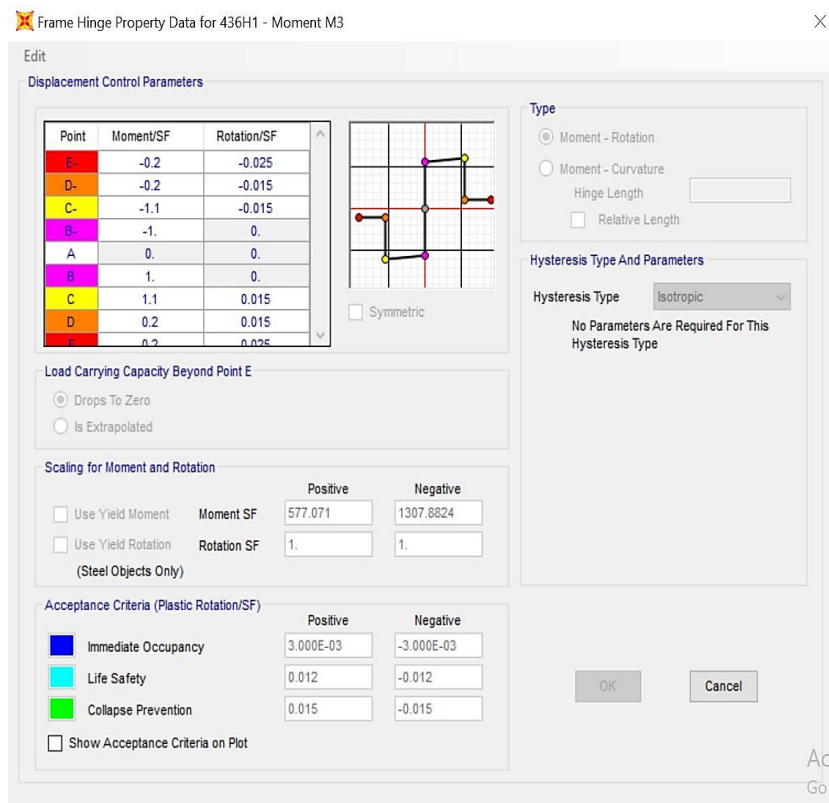 Frame Hinge Property Data for 436H1 - Moment M3
Edit
Displacement Control Parameters
Point Moment/SF Rotation/SF
E- -0.2 -0.025
D- -0.2 -0.015
C- -1.1 -0.015
B- -1. 0.
A 0. 0.
B 1. 0.
C 1.1 0.015
D 0.2 0.015
E 0.2 0.025
Symmetric
Type
Moment - Rotation
Moment - Curvature
Hinge Length
Relative Length
Hysteresis Type And Parameters
Hysteresis Type Isotropic
No Parameters Are Required For This
Hysteresis Type
Load Carrying Capacity Beyond Point E
Drops To Zero
Is Extrapolated
Scaling for Moment and Rotation
Positive Negative
Use Yield Moment Moment SF 577.071 1307.8824
Use Yield Rotation Rotation SF 1. 1.
(Steel Objects Only)
Acceptance Criteria (Plastic Rotation/SF)
Positive Negative
Immediate Occupancy 3.000E-03 -3.000E-03
Life Safety 0.012 -0.012
Collapse Prevention 0.015 -0.015
Show Acceptance Criteria on Plot
OK Cancel
Ac
Go